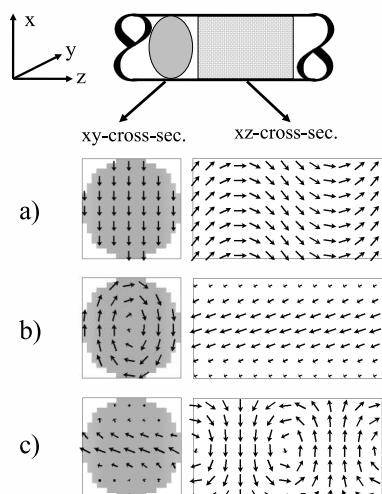 x
y
z
xy-cross-sec.
xz-cross-sec.
a)
b)
c)